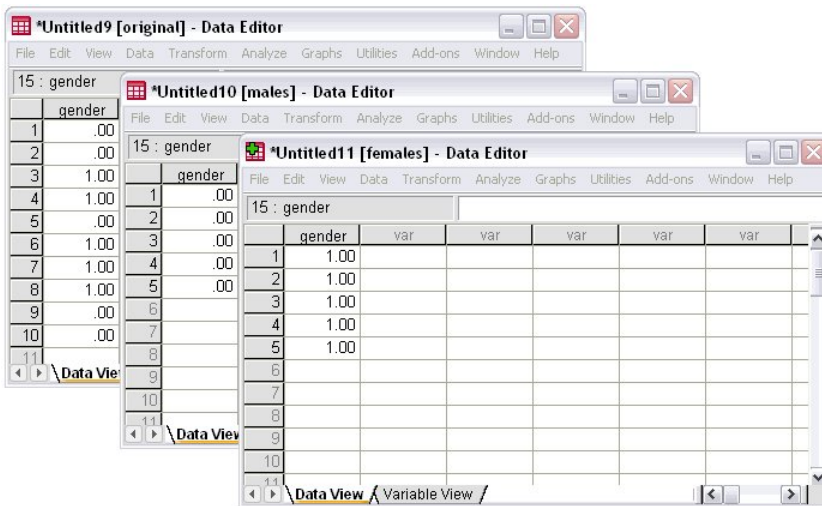 *Untitled9 [original] - Data Editor
File Edit View Data Transform Analyze Graphs Utilities Add-ons Window Help
15 : gender
gender
1 .00
2 .00
3 1.00
4 1.00
5 .00
6 1.00
7 1.00
8 1.00
9 .00
10 .00
11
Data Vie
*Untitled10 [males] - Data Editor
File Edit View Data Transform Analyze Graphs Utilities Add-ons Window Help
15 : gender
gender
1 .00
2 .00
3 .00
4 .00
5 .00
6
7
8
9
10
11
Data View
*Untitled11 [females] - Data Editor
File Edit View Data Transform Analyze Graphs Utilities Add-ons Window Help
15 : gender
gender var var var var var
1 1.00
2 1.00
3 1.00
4 1.00
5 1.00
6
7
8
9
10
11
Data View Variable View